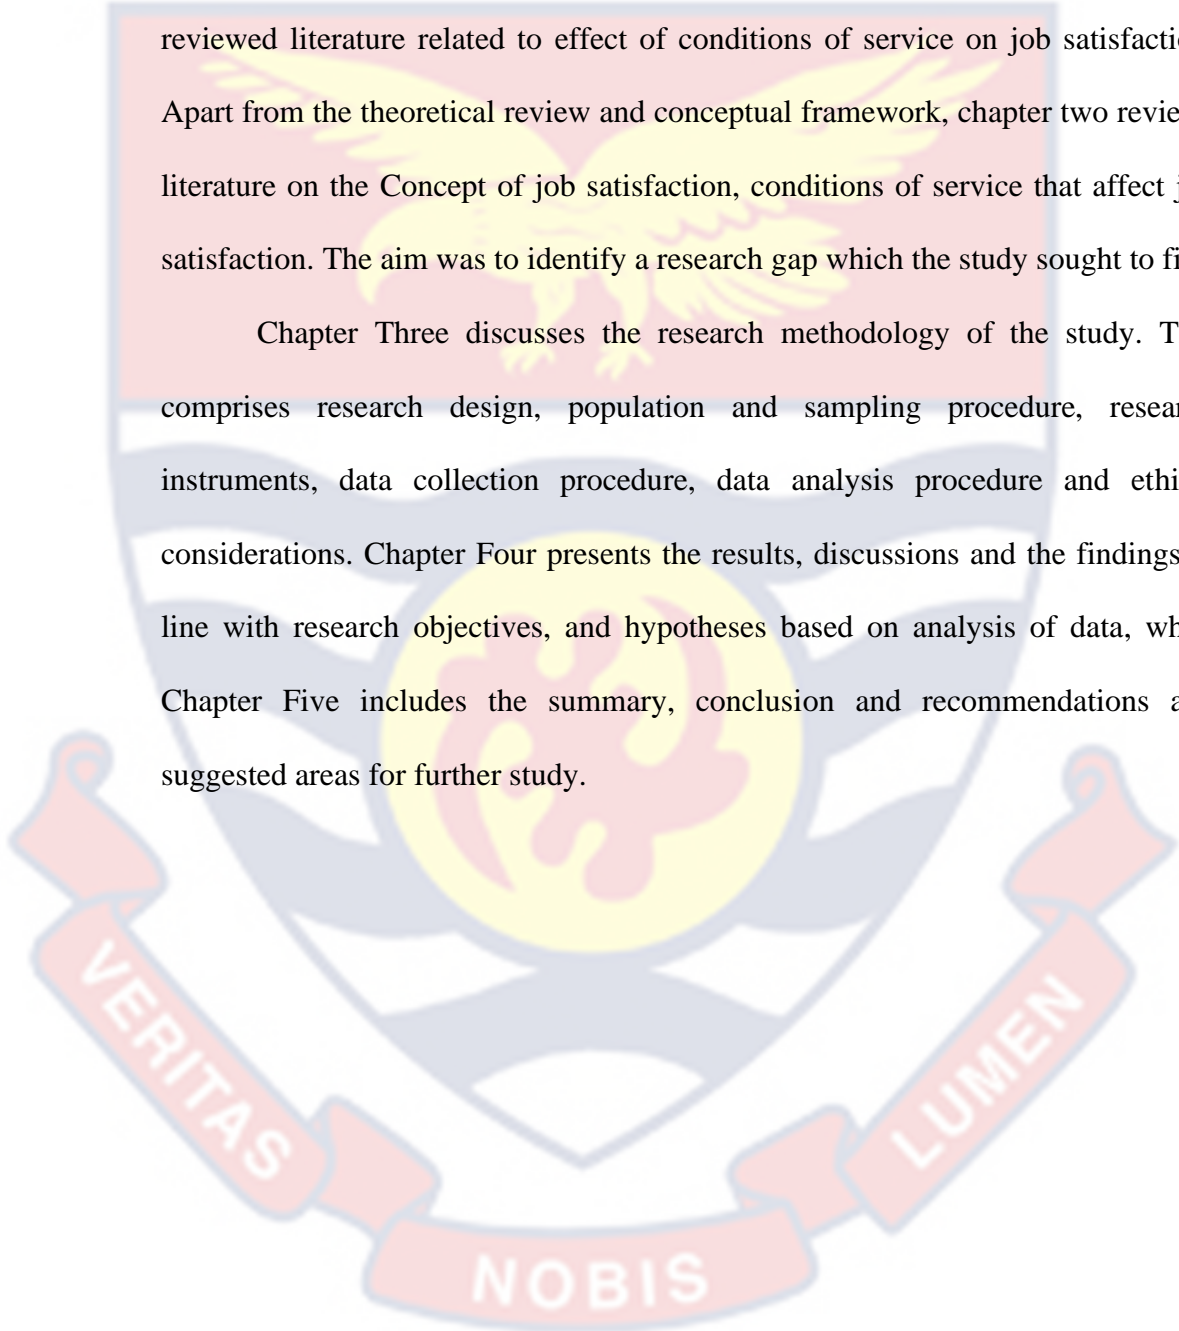 reviewed literature related to effect of conditions of service on job satisfactio
Apart from the theoretical review and conceptual framework, chapter two revie
literature on the Concept of job satisfaction, conditions of service that affect j
satisfaction. The aim was to identify a research gap which the study sought to fi
Chapter Three discusses the research methodology of the study. T
comprises research design, population and sampling procedure, resear
instruments, data collection procedure, data analysis procedure and ethi
considerations. Chapter Four presents the results, discussions and the findings
line with research objectives, and hypotheses based on analysis of data, wh
Chapter Five includes the summary, conclusion and recommendations a
suggested areas for further study.
VERITAS
NOBIS
LUMEN